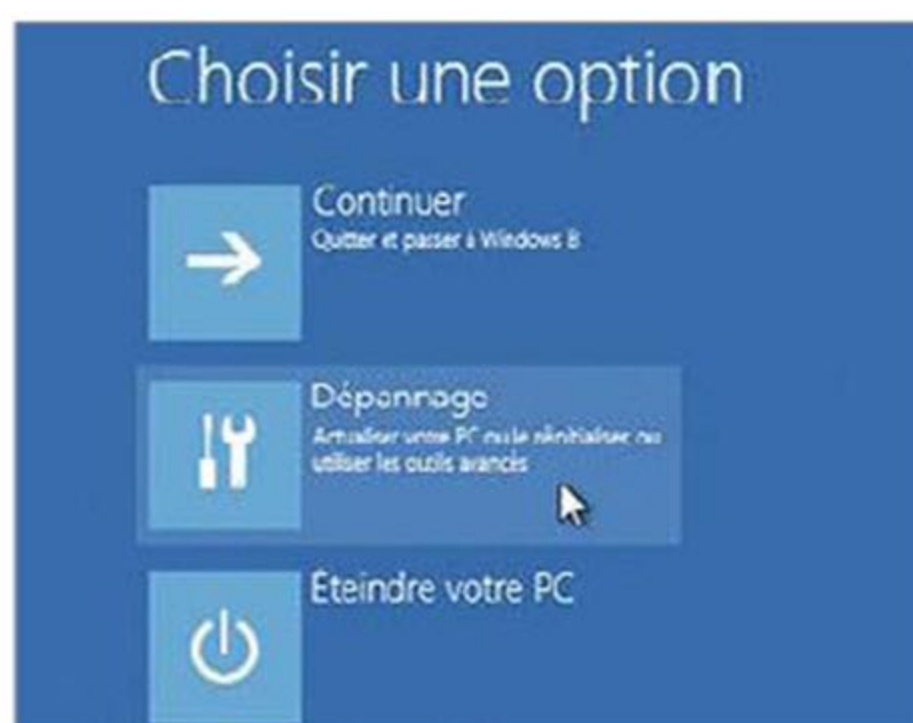 Choisir une option
Continuer
Quitter et passer à Windows 8
Dépannage
Actualiser votre PC ou le réinitialiser ou
utiliser les outils avancés
Éteindre votre PC